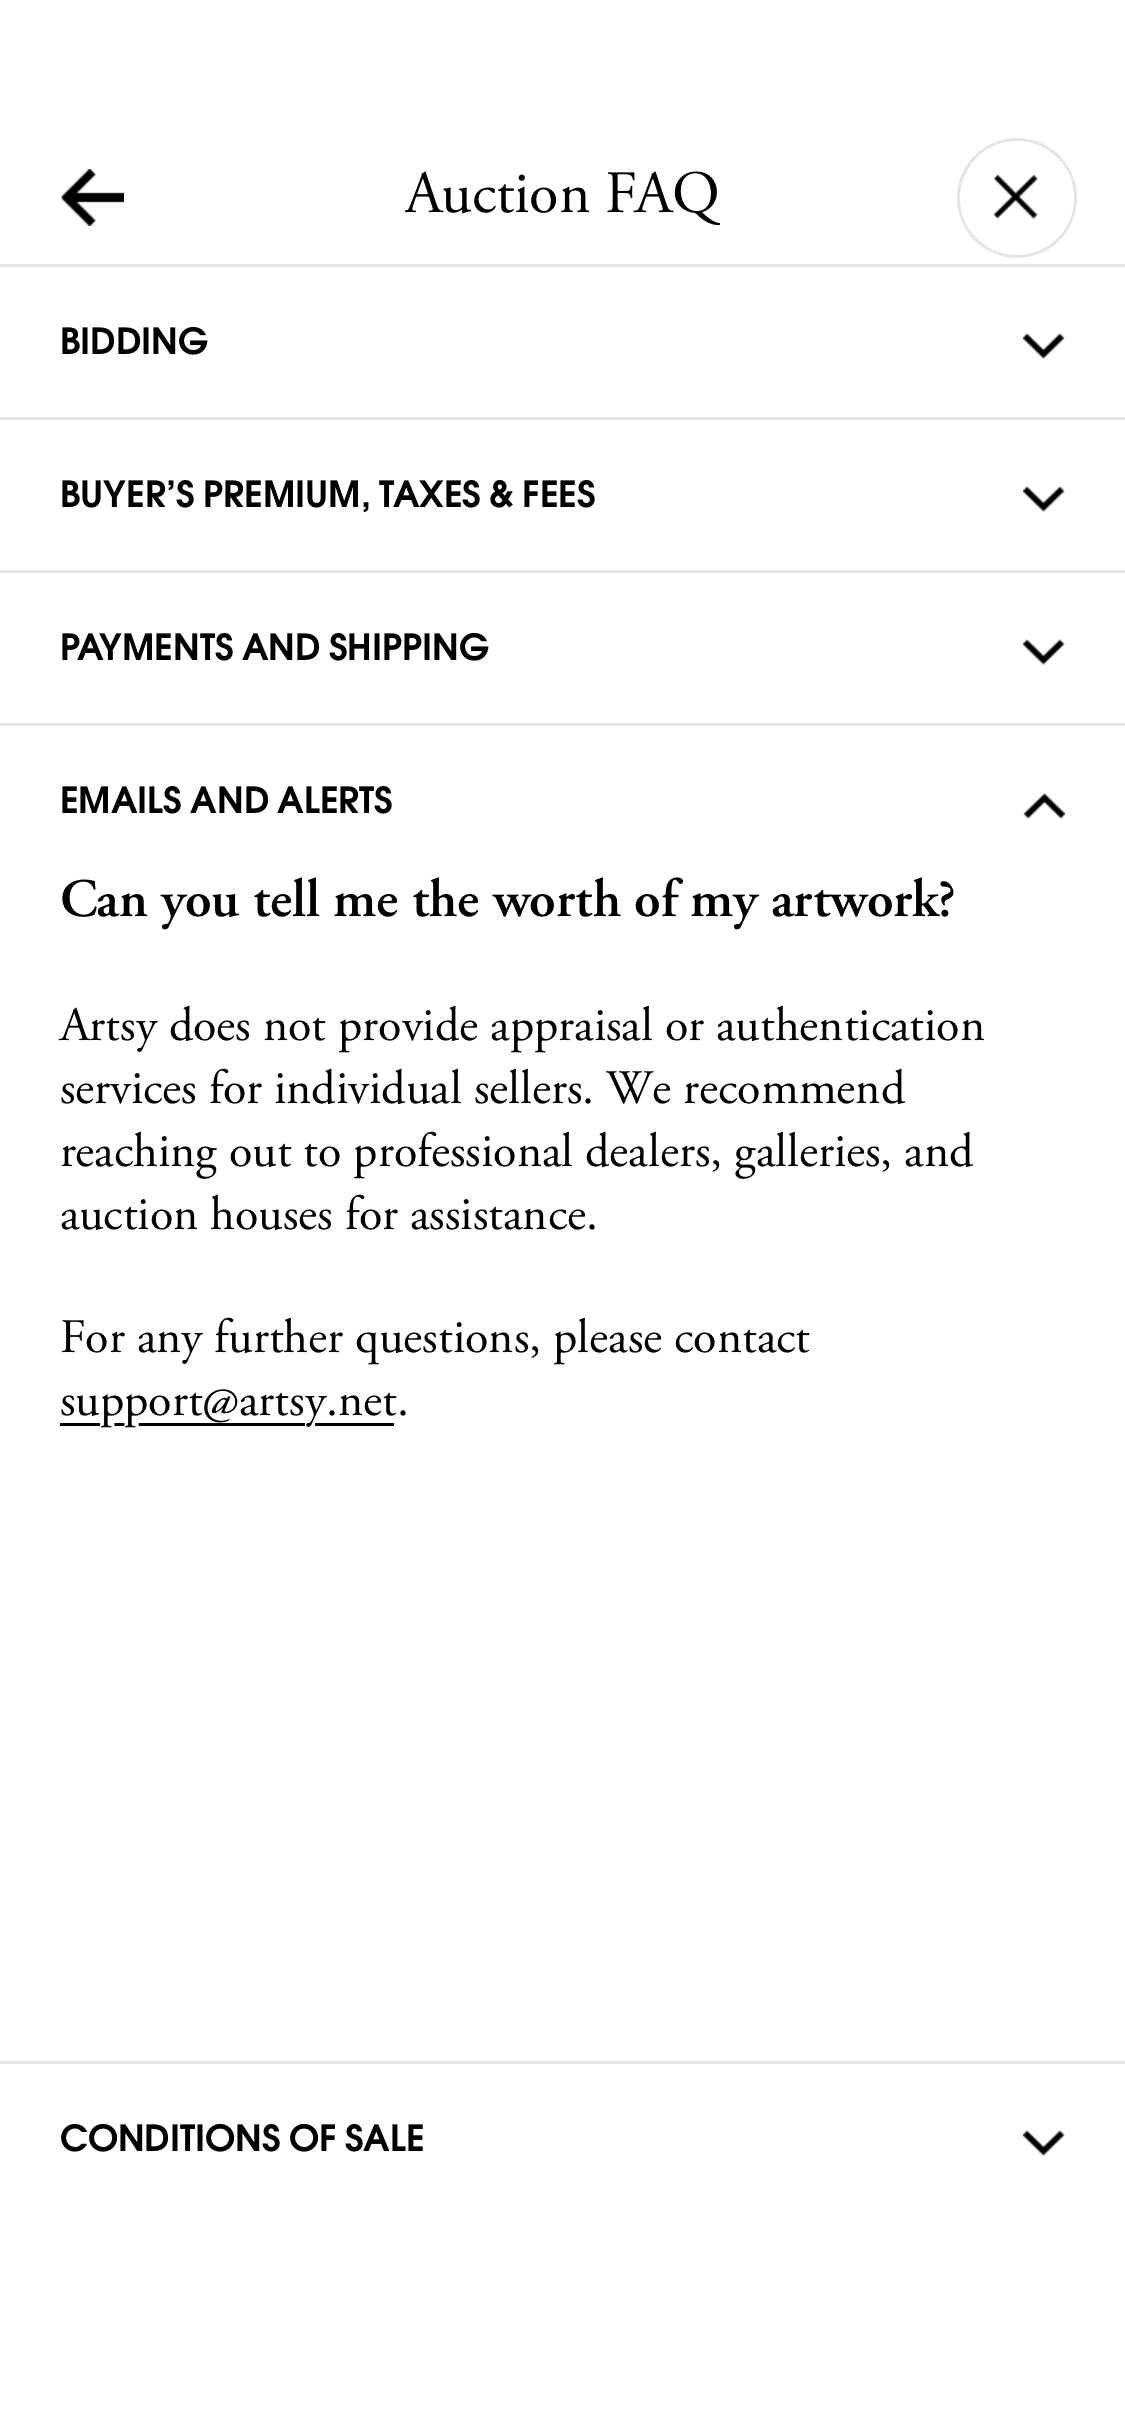 Auction FAQ
BIDDING
BUYER’S PREMIUM, TAXES & FEES
PAYMENTS AND SHIPPING
EMAILS AND ALERTS
Can you tell me the worth of my artwork?
Artsy does not provide appraisal or authentication
services for individual sellers. We recommend
reaching out to professional dealers, galleries, and
auction houses for assistance.
For any further questions, please contact
support@artsy.net.
CONDITIONS OF SALE